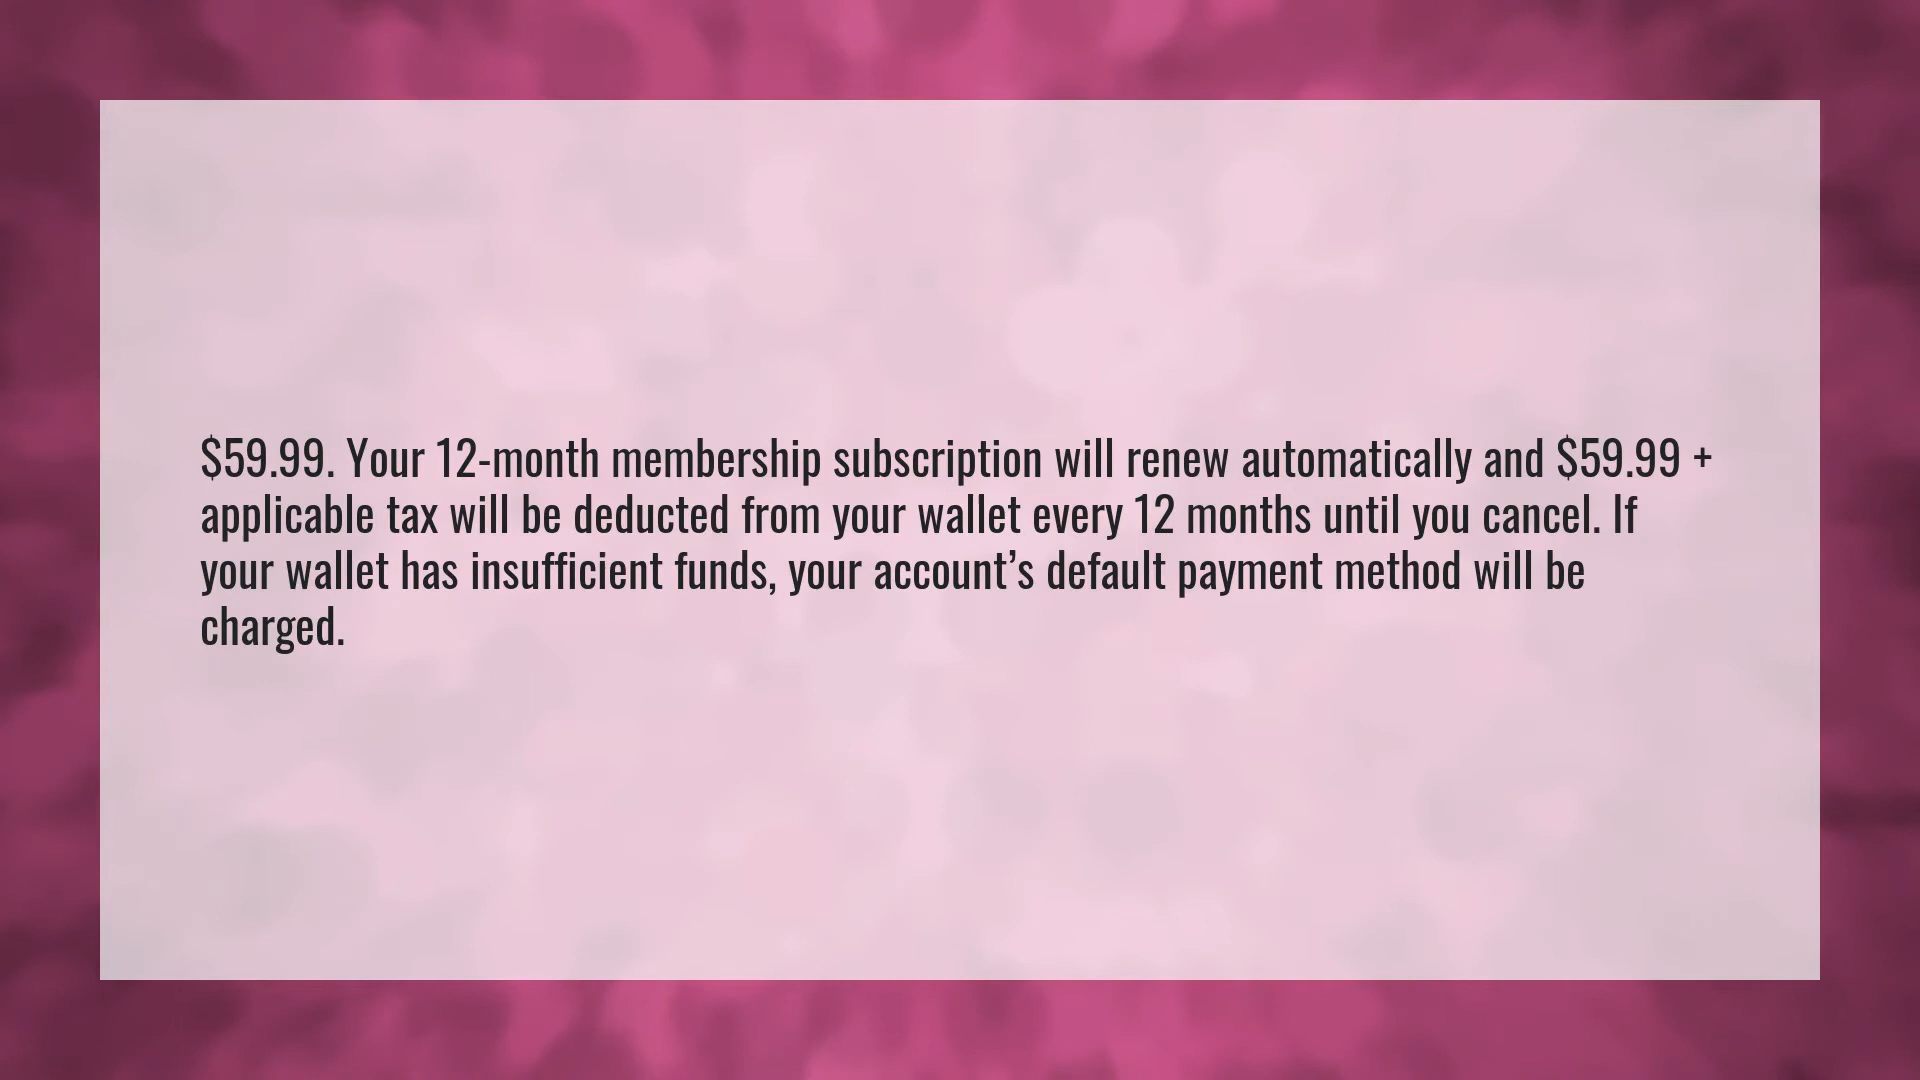 $59.99. Your 12-month membership subscription will renew automatically and $59.99 +
applicable tax will be deducted from your wallet every 12 months until you cancel. If
your wallet has insufficient funds, your account’s default payment method will be
charged.